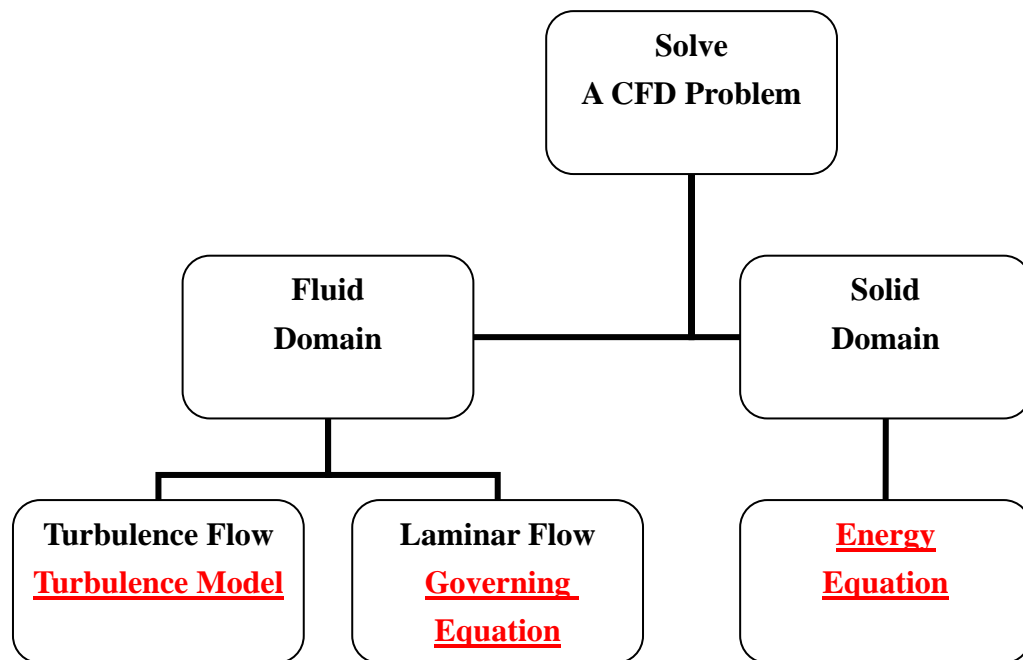 Solve
A CFD Problem
Fluid
Domain
Solid
Domain
Turbulence Flow
Turbulence Model
Laminar Flow
Governing
Equation
Energy
Equation